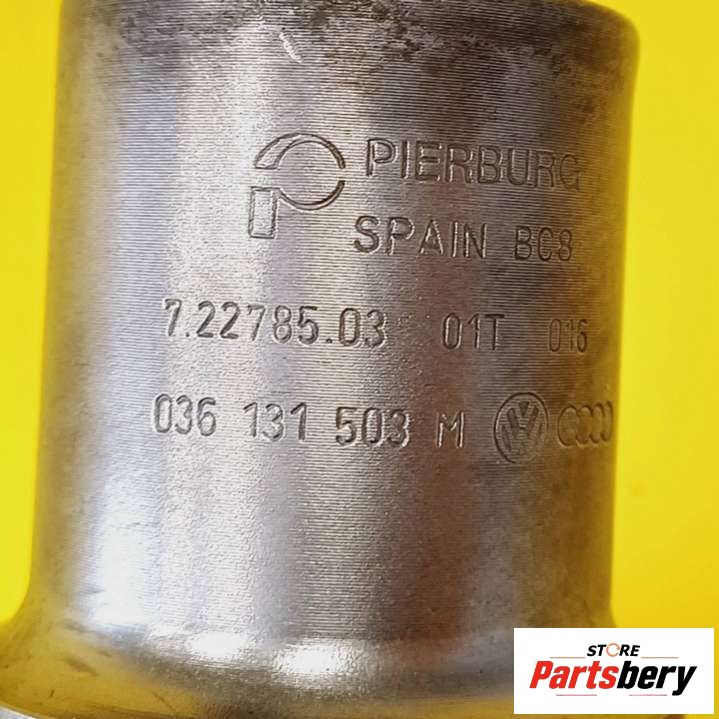 PIERBURG
SPAIN BC8
7.22785.03 01T 016
036 131 503 M
STORE
Partsbery